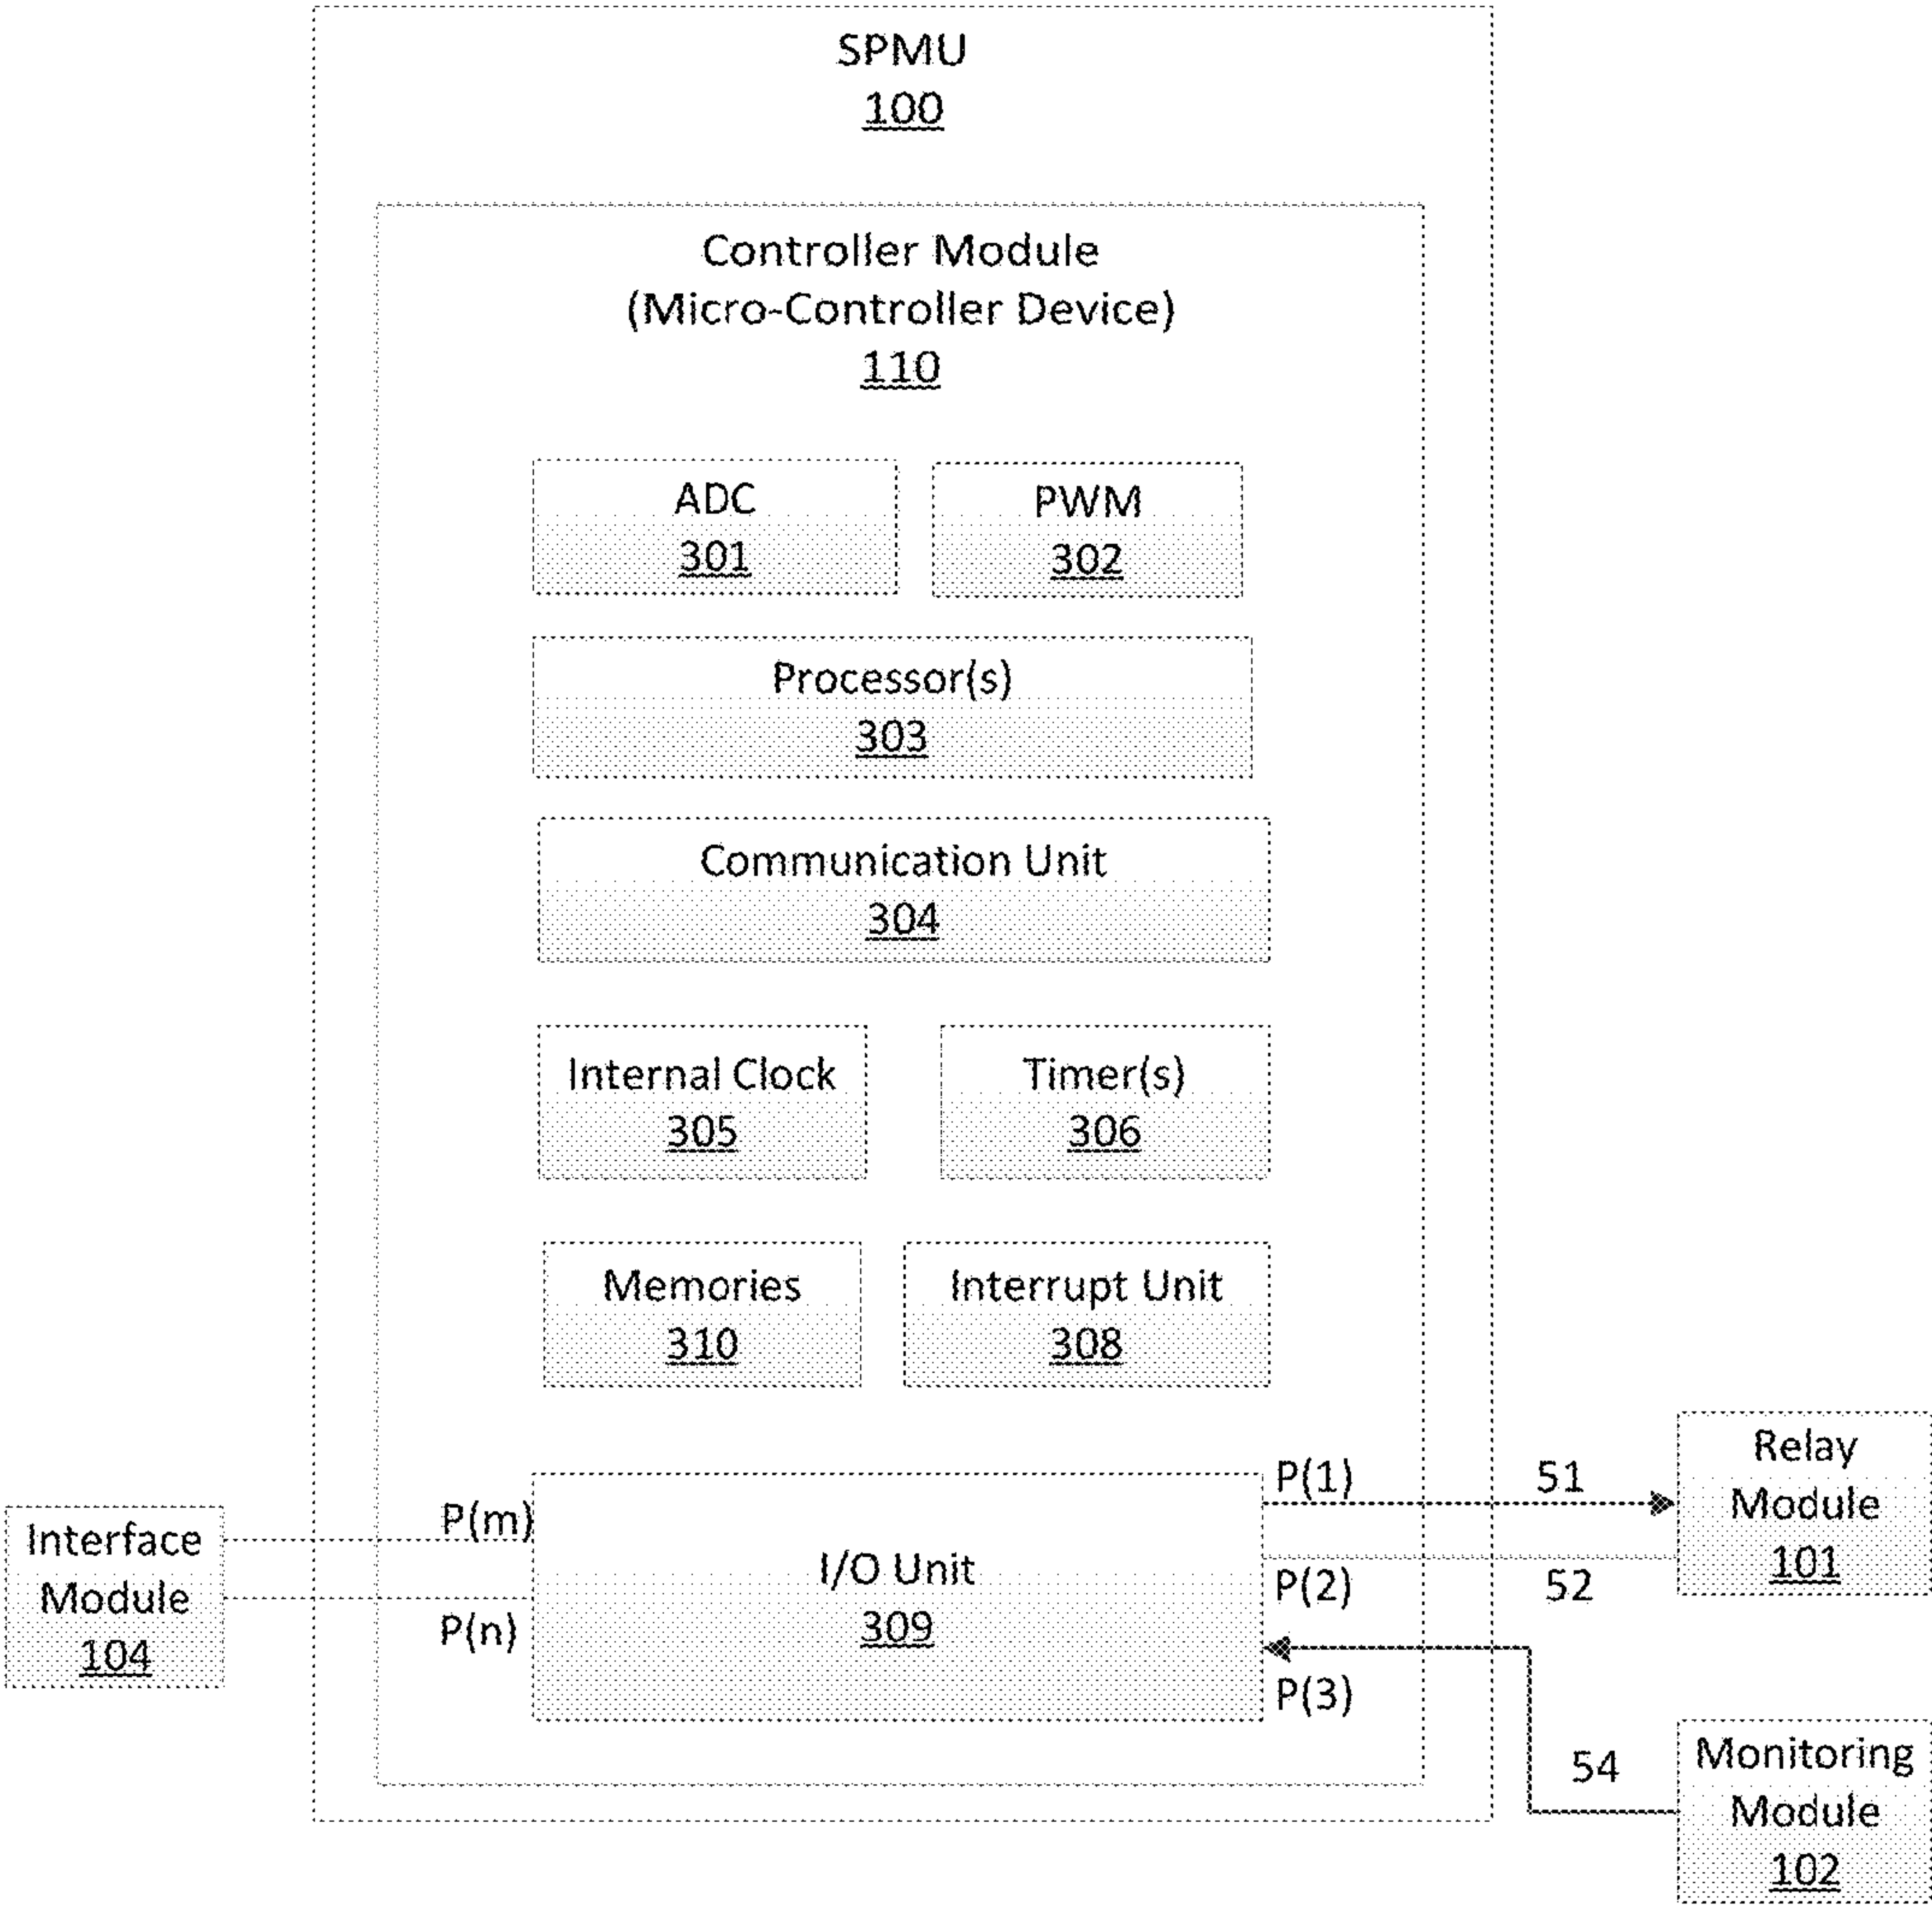 SPMU
100
Controller Module
(Micro-Controller Device)
110
ADC
301
PWM
302
Processor(s)
303
Communication Unit
304
Internal Clock
305
Timer(s)
306
Memories
310
Interrupt Unit
308
Interface
Module
104
P(m)
P(n)
I/O Unit
309
P(1)
P(2)
P(3)
51
52
54
Relay
Module
101
Monitoring
Module
102